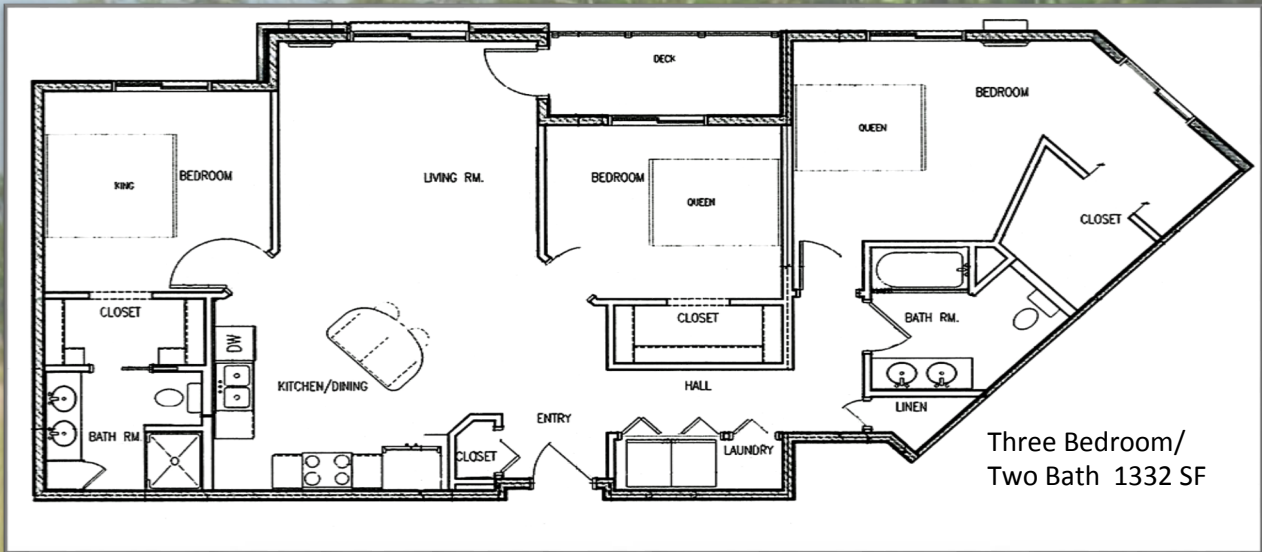 DECK
BEDROOM
QUEEN
KING
BEDROOM
LIVING RM.
BEDROOM
QUEEN
CLOSET
CLOSET
CLOSET
BATH RM.
DW
KITCHEN/DINING
HALL
LINEN
ENTRY
BATH RM.
CLOSET
LAUNDRY
Three Bedroom/
Two Bath 1332 SF